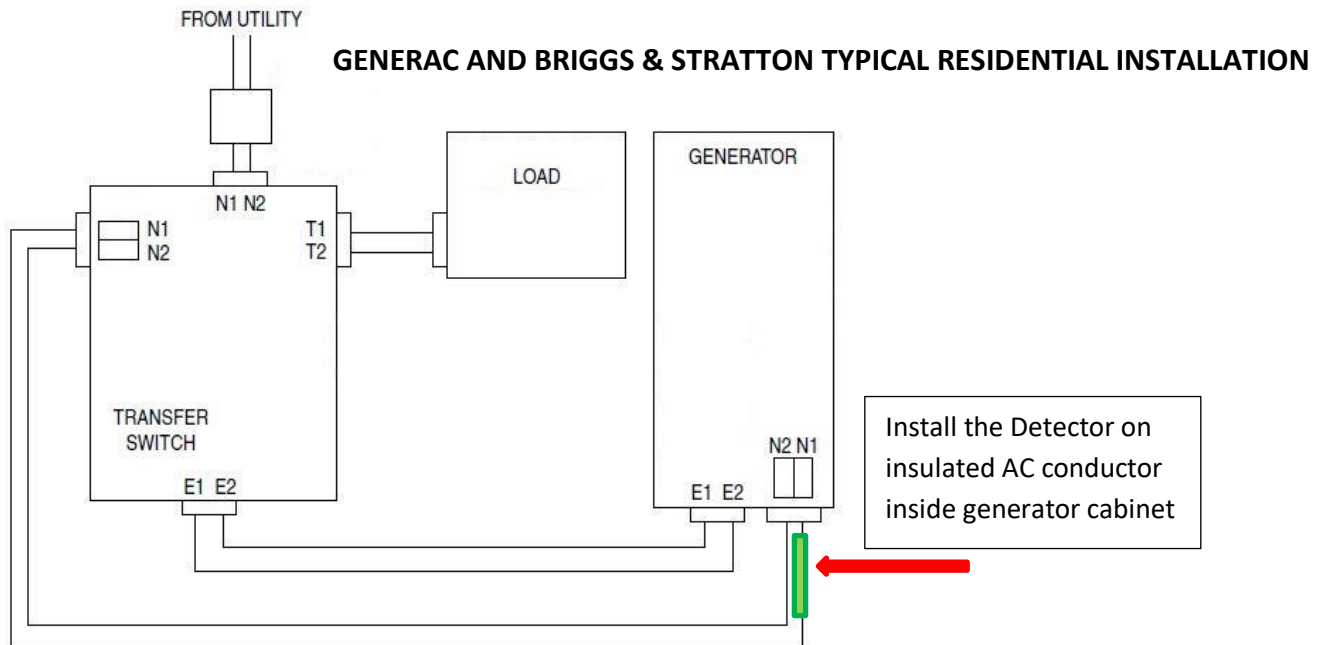 FROM UTILITY
GENERAC AND BRIGGS & STRATTON TYPICAL RESIDENTIAL INSTALLATION
N1 N2
N1
N2
T1
T2
LOAD
GENERATOR
TRANSFER
SWITCH
E1 E2
N2 N1
E1 E2
Install the Detector on
insulated AC conductor
inside generator cabinet